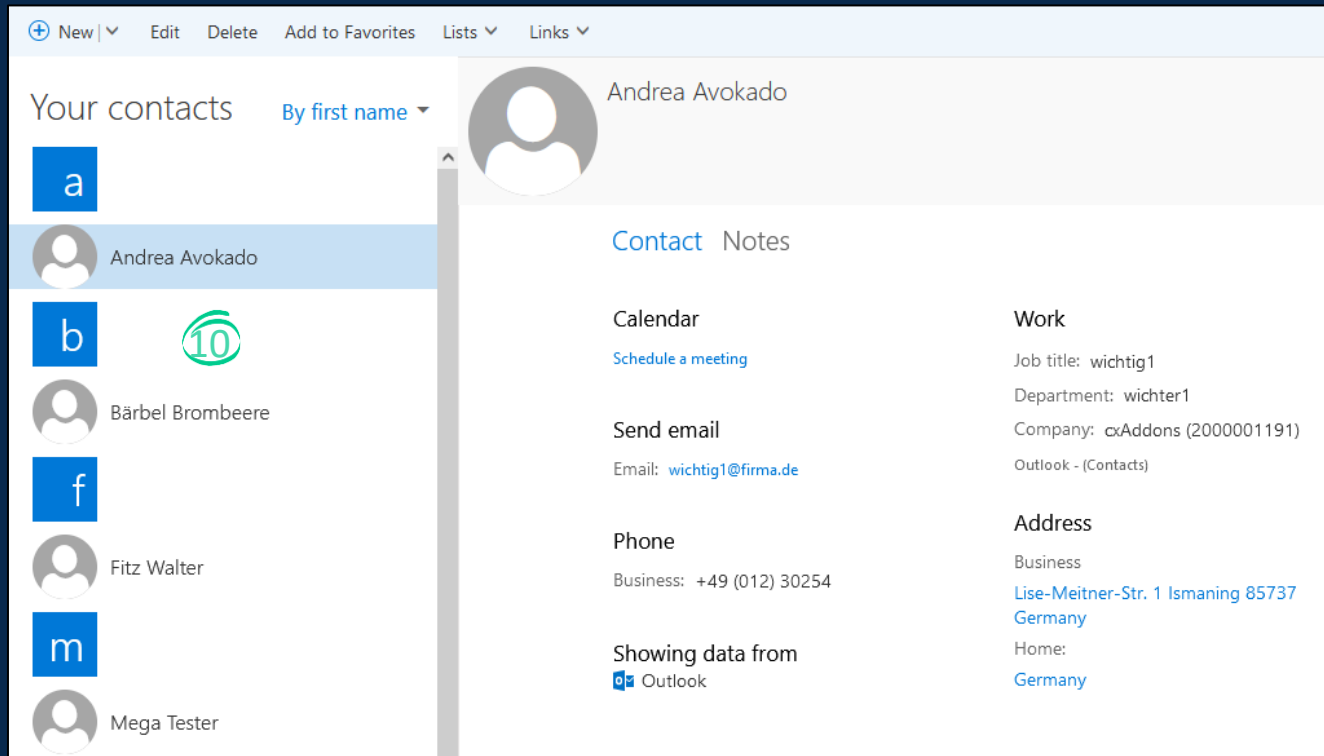 New Edit Delete Add to Favorites Lists Links
Your contacts By first name
a
Andrea Avokado
b
10
Bärbel Brombeere
f
Fitz Walter
m
Mega Tester
Andrea Avokado
Contact Notes
Calendar
Schedule a meeting
Send email
Email: wichtig1@firma.de
Phone
Business: +49 (012) 30254
Showing data from
Outlook
Work
Job title: wichtig1
Department: wichter1
Company: cxAddons (2000001191)
Outlook - (Contacts)
Address
Business
Lise-Meitner-Str. 1 Ismaning 85737
Germany
Home:
Germany